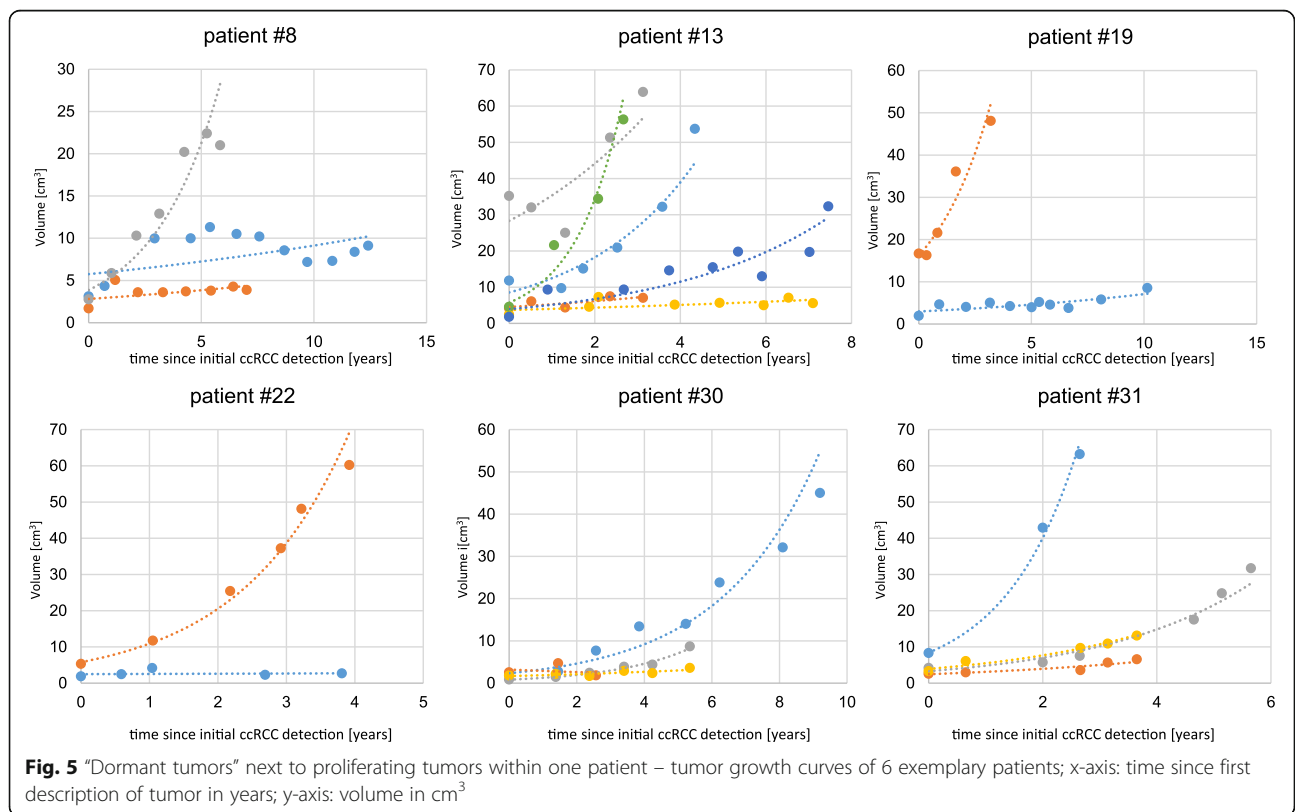 patient #8
patient #13
patient #19
30
25
20
15
10
5
0
Volume [cm³]
0 5 10 15
time since initial ccRCC detection [years]
70
60
50
40
30
20
10
0
Volume [cm³]
0 2 4 6 8
time since initial ccRCC detection [years]
60
50
40
30
20
10
0
Volume [cm³]
0 5 10 15
time since initial ccRCC detection [years]
patient #22
patient #30
patient #31
70
60
50
40
30
20
10
0
Volume [cm³]
0 1 2 3 4 5
time since initial ccRCC detection [years]
60
50
40
30
20
10
0
Volume i[cm³]
0 2 4 6 8 10
time since initial ccRCC detection [years]
70
60
50
40
30
20
10
0
Volume [cm³]
0 2 4 6
time since initial ccRCC detection [years]
Fig. 5 “Dormant tumors” next to proliferating tumors within one patient – tumor growth curves of 6 exemplary patients; x-axis: time since first
description of tumor in years; y-axis: volume in cm³